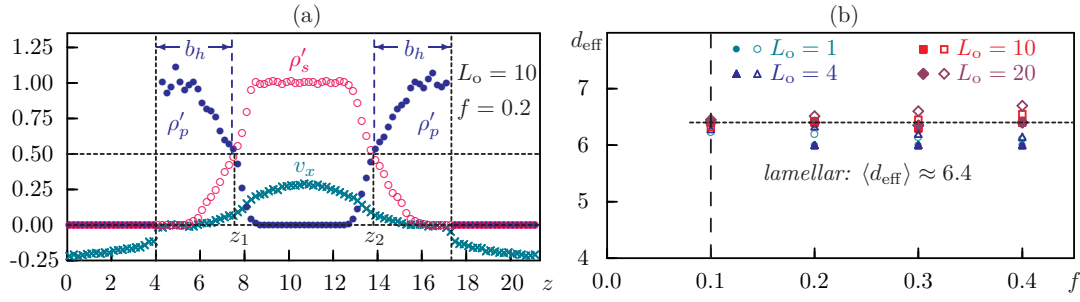 (a)
1.25
1.00
0.75
0.50
0.25
0.00
-0.25
b_h
b_h
ρ′_s
ρ′_p
ρ′_p
v_x
L_o = 10
f = 0.2
z_1
z_2
0 2 4 6 8 10 12 14 16 18 20 z
(b)
d_eff
8
7
6
5
4
L_o = 1
L_o = 4
L_o = 10
L_o = 20
lamellar: ⟨d_eff⟩ ≈ 6.4
0.0 0.1 0.2 0.3 0.4 f